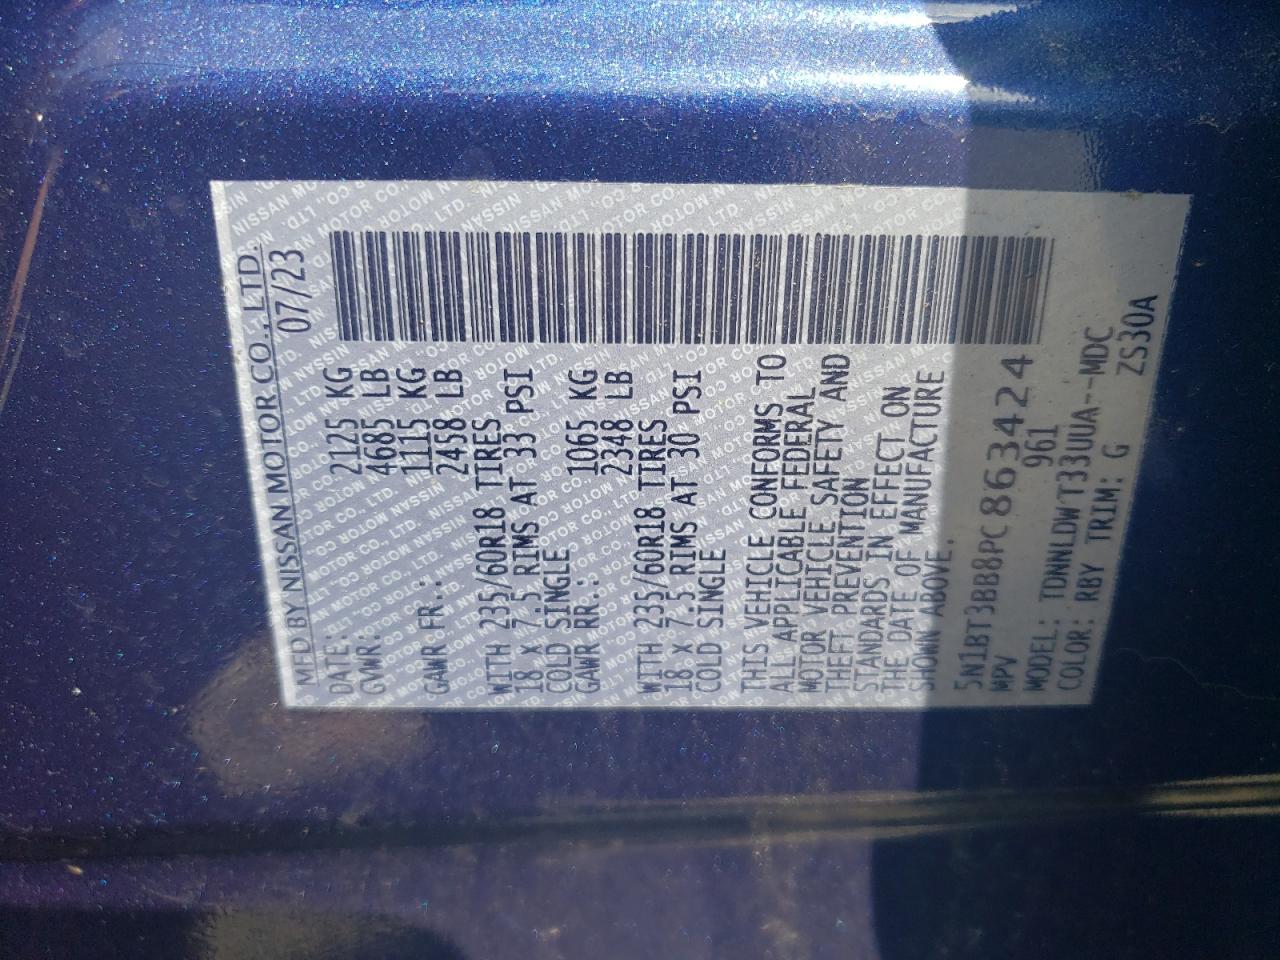 MFD BY NISSAN MOTOR CO., LTD.
DATE: 07/23
GVWR: 2125 KG
4685 LB
GAWR FR.: 1115 KG
2458 LB
WITH 235/60R18 TIRES
18 x 7.5 RIMS AT 33 PSI
COLD SINGLE
GAWR RR.: 1065 KG
2348 LB
WITH 235/60R18 TIRES
18 x 7.5 RIMS AT 30 PSI
COLD SINGLE
THIS VEHICLE CONFORMS TO
ALL APPLICABLE FEDERAL
MOTOR VEHICLE SAFETY AND
THEFT PREVENTION
STANDARDS IN EFFECT ON
THE DATE OF MANUFACTURE
SHOWN ABOVE.
5N1BT3BB8PC863424
MPV 961
MODEL: TDNNLDWT33UUA--MDC
COLOR: RBY TRIM: G ZS30A